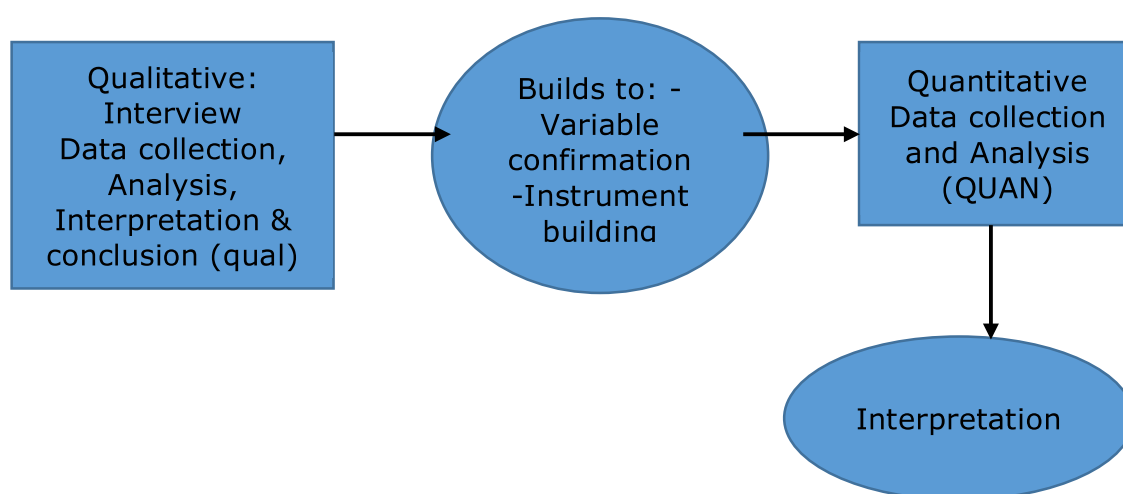 Qualitative:
Interview
Data collection,
Analysis,
Interpretation &
conclusion (qual)
Builds to: -
Variable
confirmation
-Instrument
building
Quantitative
Data collection
and Analysis
(QUAN)
Interpretation